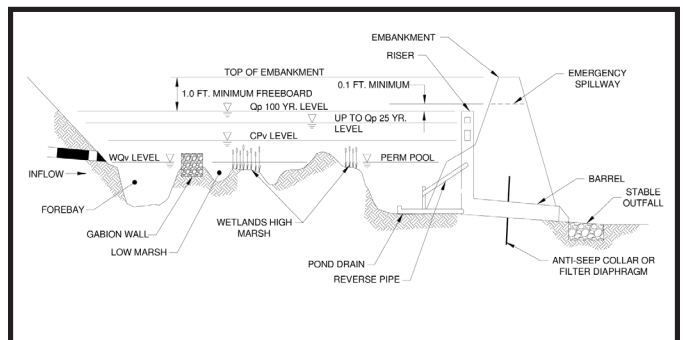 EMBANKMENT
RISER
TOP OF EMBANKMENT
0.1 FT. MINIMUM
EMERGENCY
SPILLWAY
1.0 FT. MINIMUM FREEBOARD
Qp 100 YR. LEVEL
UP TO Qp 25 YR.
LEVEL
CPv LEVEL
WQv LEVEL
PERM POOL
INFLOW
BARREL
STABLE
OUTFALL
FOREBAY
WETLANDS HIGH
MARSH
GABION WALL
LOW MARSH
POND DRAIN
REVERSE PIPE
ANTI-SEEP COLLAR OR
FILTER DIAPHRAGM